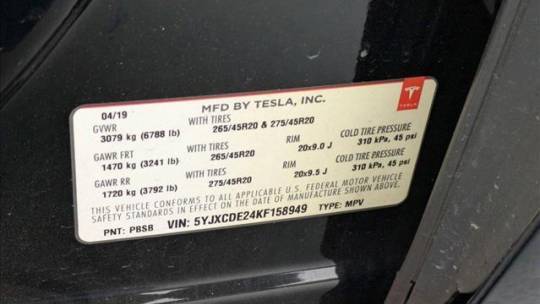 04/19 MFD BY TESLA, INC.
GVWR WITH TIRES
3079 kg (6788 lb) 265/45R20 & 275/45R20
GAWR FRT WITH TIRES RIM COLD TIRE PRESSURE
1470 kg (3241 lb) 265/45R20 20x9.0 J 310 kPa, 45 psi
GAWR RR WITH TIRES RIM COLD TIRE PRESSURE
1720 kg (3792 lb) 275/45R20 20x9.5 J 310 kPa, 45 psi
THIS VEHICLE CONFORMS TO ALL APPLICABLE U.S. FEDERAL MOTOR VEHICLE
SAFETY STANDARDS IN EFFECT ON THE DATE OF MANUFACTURE SHOWN ABOVE.
PNT: PBSB VIN: 5YJXCDE24KF158949 TYPE: MPV
TESLA